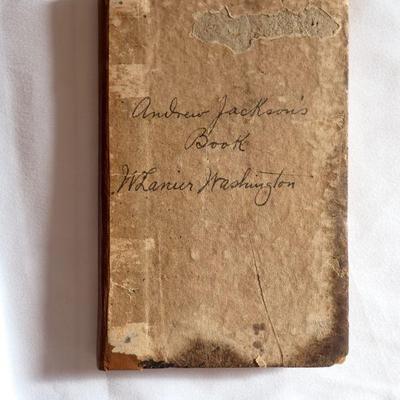 Andrew Jackson's
Book
W Lanier Washington